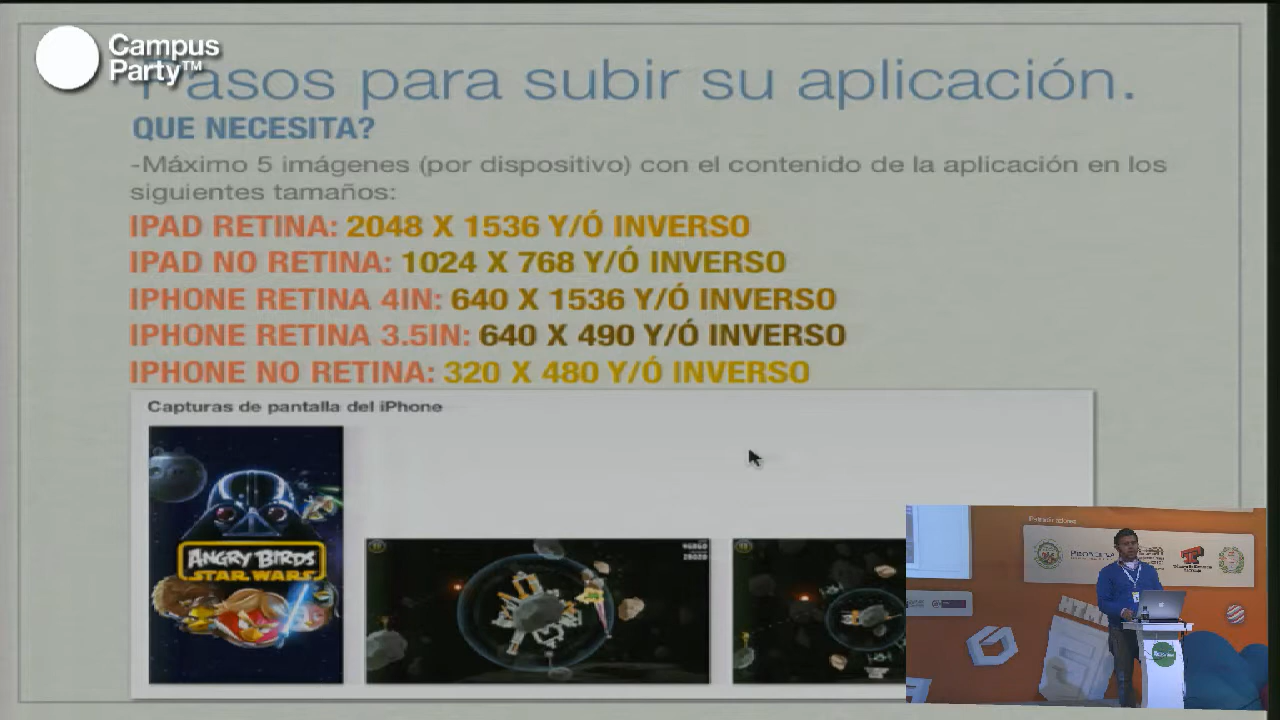 Campus
Party™
Pasos para subir su aplicación.
QUE NECESITA?
-Máximo 5 imágenes (por dispositivo) con el contenido de la aplicación en los
siguientes tamaños:
IPAD RETINA: 2048 X 1536 Y/Ó INVERSO
IPAD NO RETINA: 1024 X 768 Y/Ó INVERSO
IPHONE RETINA 4IN: 640 X 1536 Y/Ó INVERSO
IPHONE RETINA 3.5IN: 640 X 490 Y/Ó INVERSO
IPHONE NO RETINA: 320 X 480 Y/Ó INVERSO
Capturas de pantalla del iPhone
ANGRY BIRDS
STAR WARS
HTML